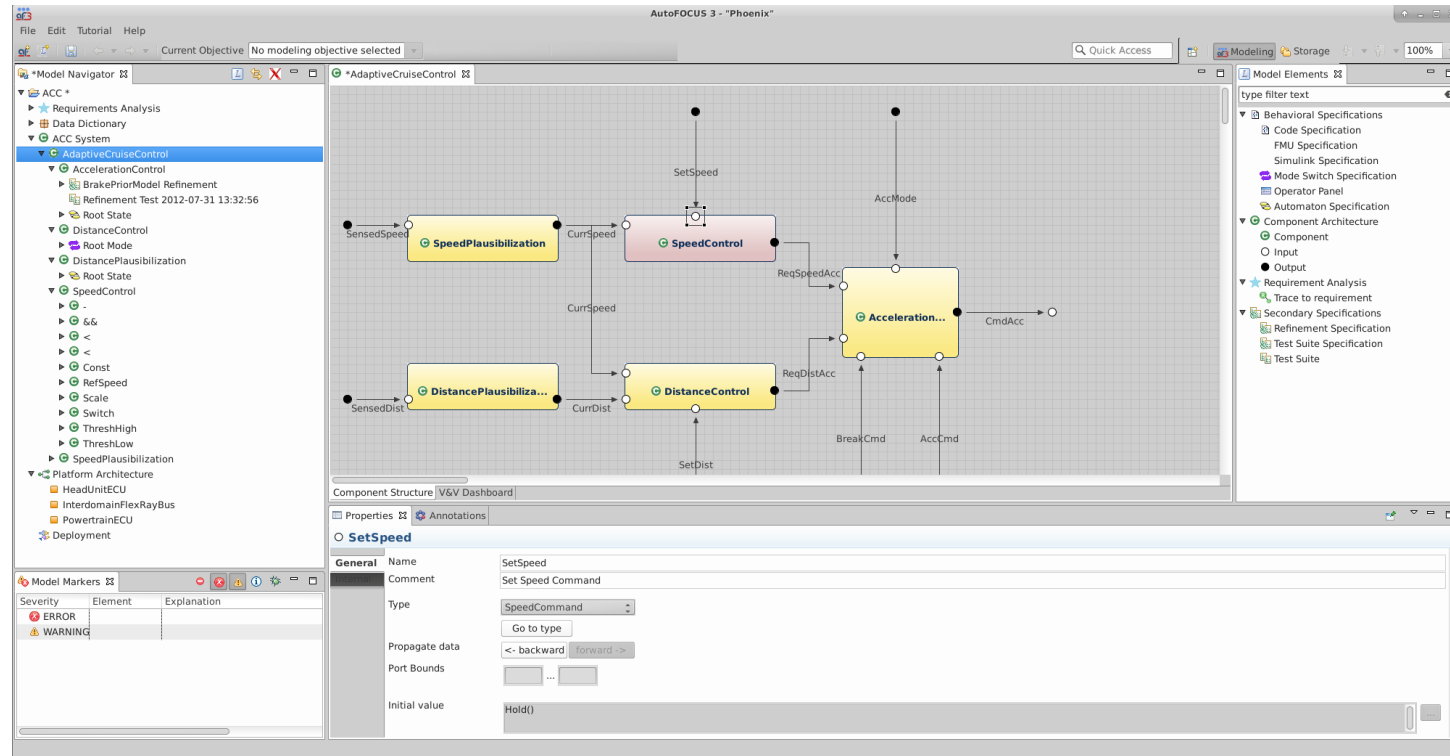 AutoFOCUS 3 - "Phoenix"
File Edit Tutorial Help
Current Objective No modeling objective selected
Quick Access
Modeling Storage 100%
*Model Navigator
ACC *
Requirements Analysis
Data Dictionary
ACC System
AdaptiveCruiseControl
AccelerationControl
BrakePriorModel Refinement
Refinement Test 2012-07-31 13:32:56
Root State
DistanceControl
Root Mode
DistancePlausibilization
Root State
SpeedControl
-
&&
<
<
Const
RefSpeed
Scale
Switch
ThreshHigh
ThreshLow
SpeedPlausibilization
Platform Architecture
HeadUnitECU
InterdomainFlexRayBus
PowertrainECU
Deployment
Model Markers
Severity Element Explanation
ERROR
WARNING
*AdaptiveCruiseControl
SetSpeed
AccMode
SensedSpeed
SpeedPlausibilization
CurrSpeed
SpeedControl
ReqSpeedAcc
CurrSpeed
Acceleration...
CmdAcc
ReqDistAcc
SensedDist
DistancePlausibiliza...
CurrDist
DistanceControl
BreakCmd
AccCmd
SetDist
Component Structure V&V Dashboard
Properties Annotations
SetSpeed
General
Name SetSpeed
Comment Set Speed Command
Type SpeedCommand
Go to type
Propagate data <- backward forward ->
Port Bounds ...
Initial value Hold() ...
Model Elements
type filter text
Behavioral Specifications
Code Specification
FMU Specification
Simulink Specification
Mode Switch Specification
Operator Panel
Automaton Specification
Component Architecture
Component
Input
Output
Requirement Analysis
Trace to requirement
Secondary Specifications
Refinement Specification
Test Suite Specification
Test Suite